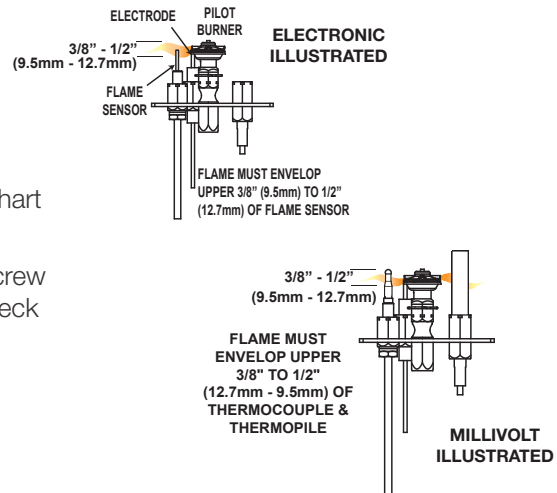 ELECTRODE
PILOT
BURNER
ELECTRONIC
ILLUSTRATED
3/8” - 1/2”
(9.5mm - 12.7mm)
FLAME
SENSOR
FLAME MUST ENVELOP
UPPER 3/8” (9.5mm) TO 1/2”
(12.7mm) OF FLAME SENSOR
hart
crew
eck
3/8” - 1/2”
(9.5mm - 12.7mm)
FLAME MUST
ENVELOP UPPER
3/8" TO 1/2"
(12.7mm - 9.5mm) OF
THERMOCOUPLE &
THERMOPILE
MILLIVOLT
ILLUSTRATED